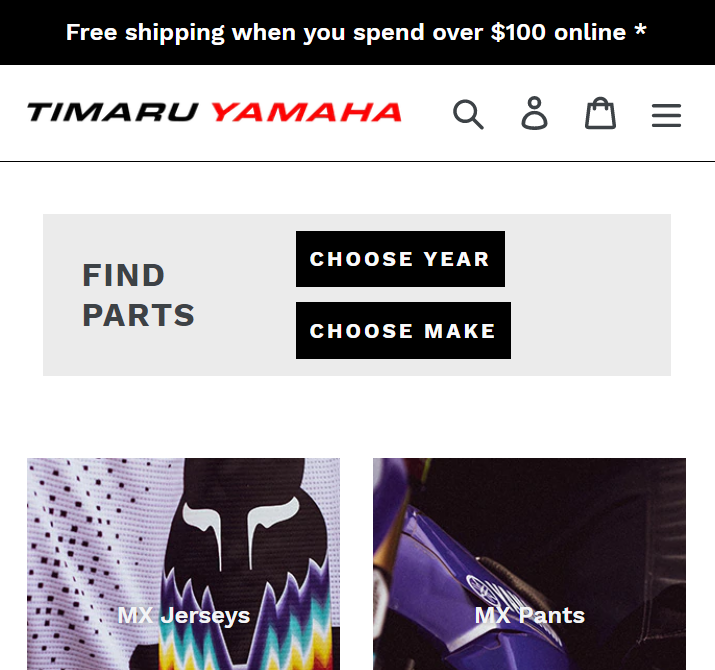 Free shipping when you spend over $100 online *
TIMARU YAMAHA
FIND
PARTS
CHOOSE YEAR
CHOOSE MAKE
MX Jerseys
MX Pants